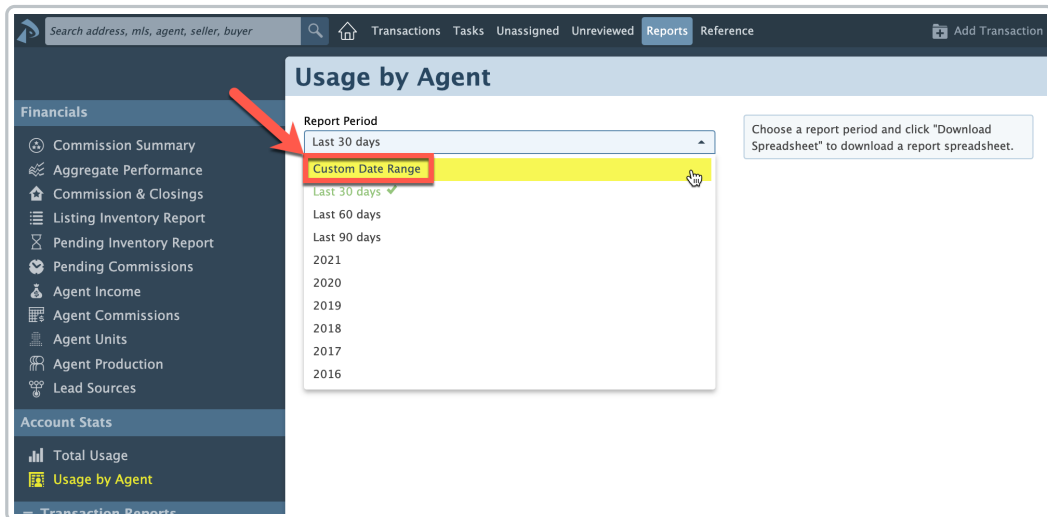 Search address, mls, agent, seller, buyer
Transactions Tasks Unassigned Unreviewed Reports Reference
Add Transaction
Usage by Agent
Financials
Commission Summary
Aggregate Performance
Commission & Closings
Listing Inventory Report
Pending Inventory Report
Pending Commissions
Agent Income
Agent Commissions
Agent Units
Agent Production
Lead Sources
Account Stats
Total Usage
Usage by Agent
Transaction Reports
Report Period
Last 30 days
Custom Date Range
Last 30 days ✔
Last 60 days
Last 90 days
2021
2020
2019
2018
2017
2016
Choose a report period and click "Download
Spreadsheet" to download a report spreadsheet.